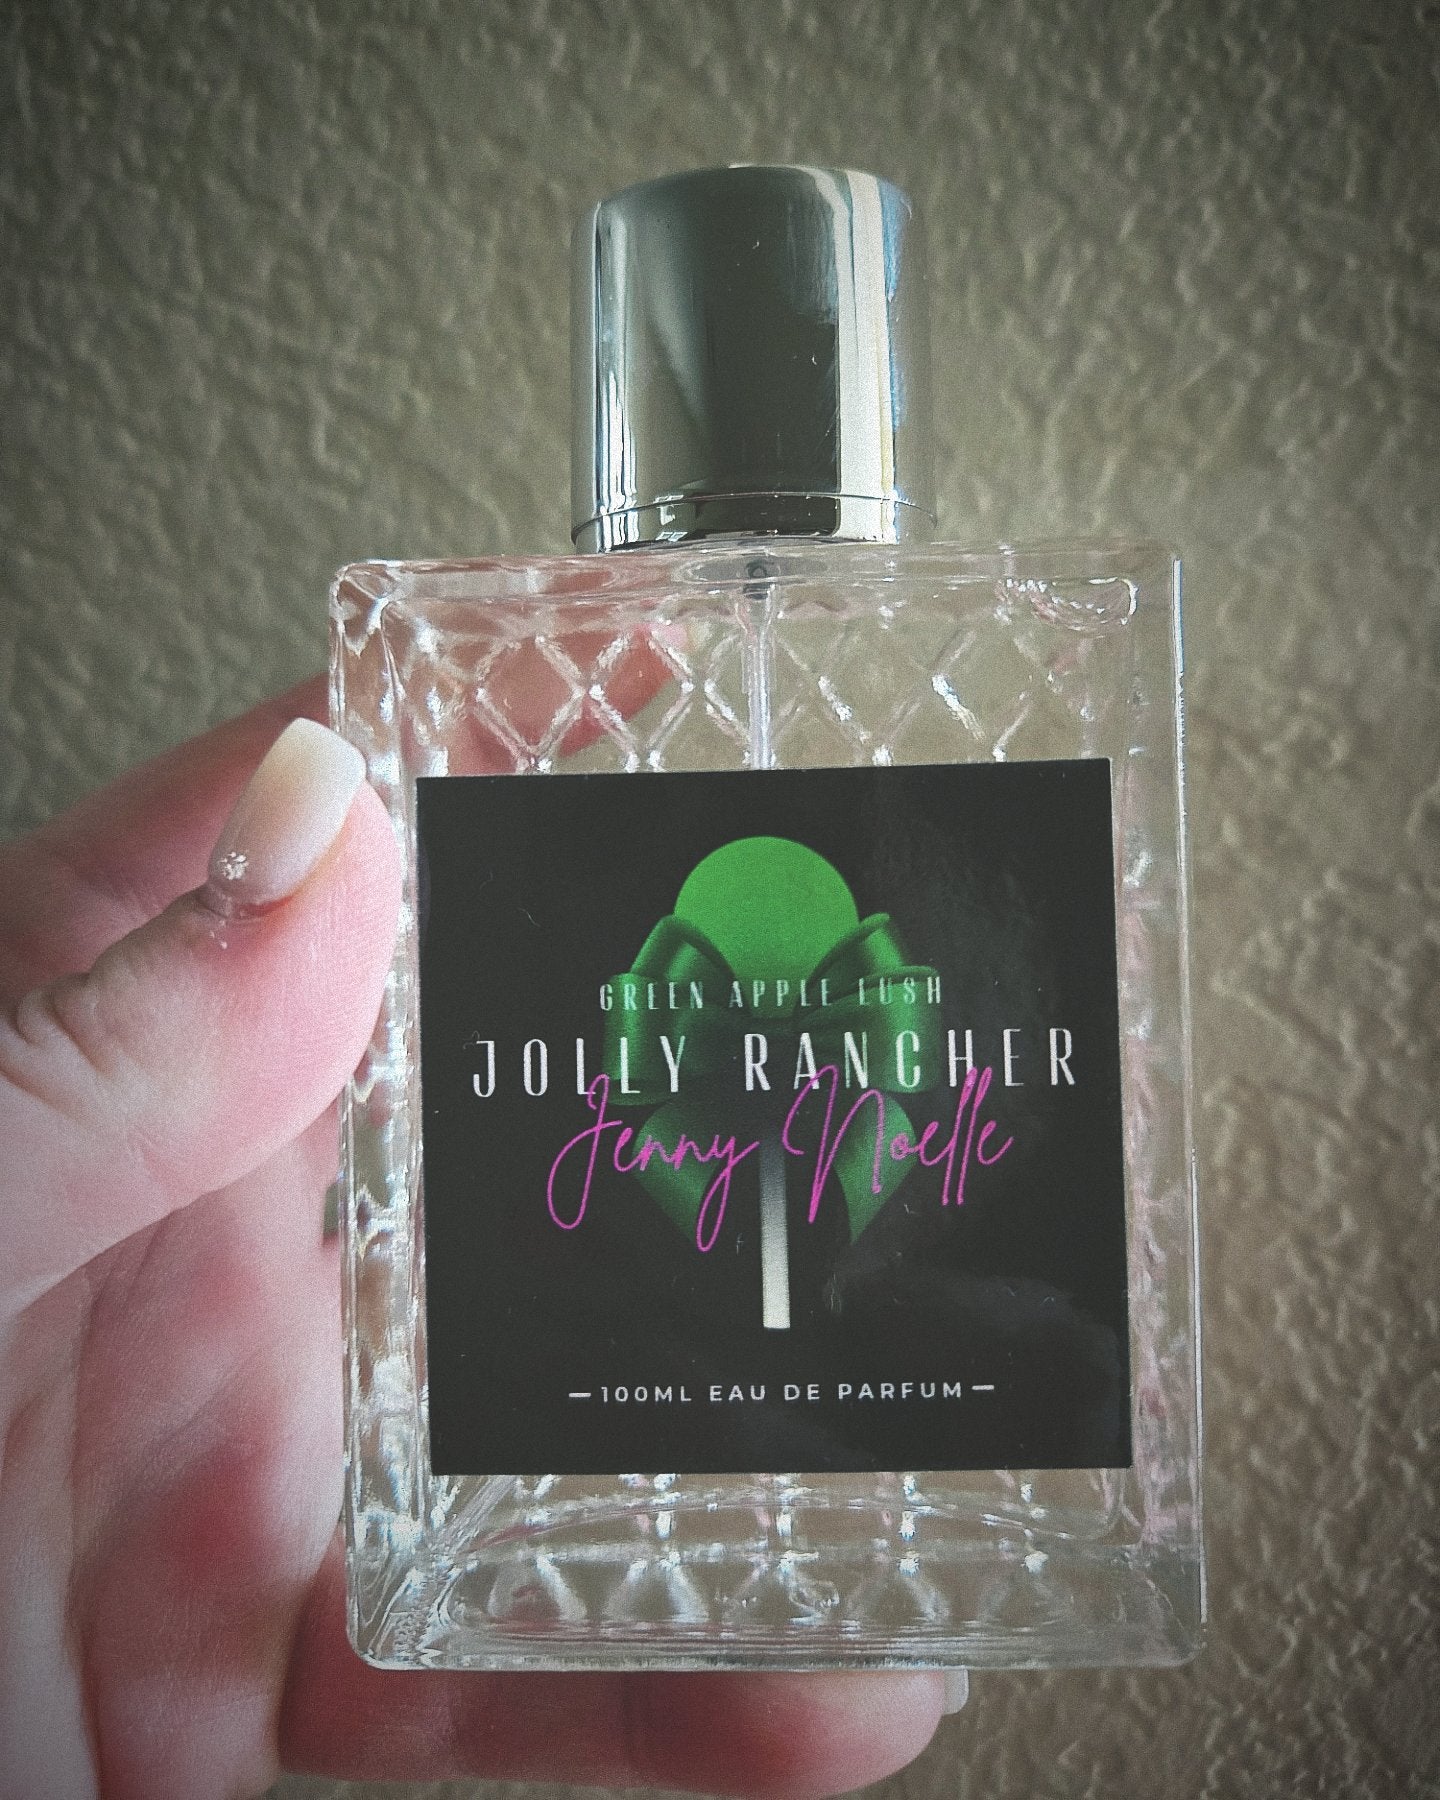 GREEN APPLE LUSH
JOLLY RANCHER
Jenny Noelle
—100ML EAU DE PARFUM—